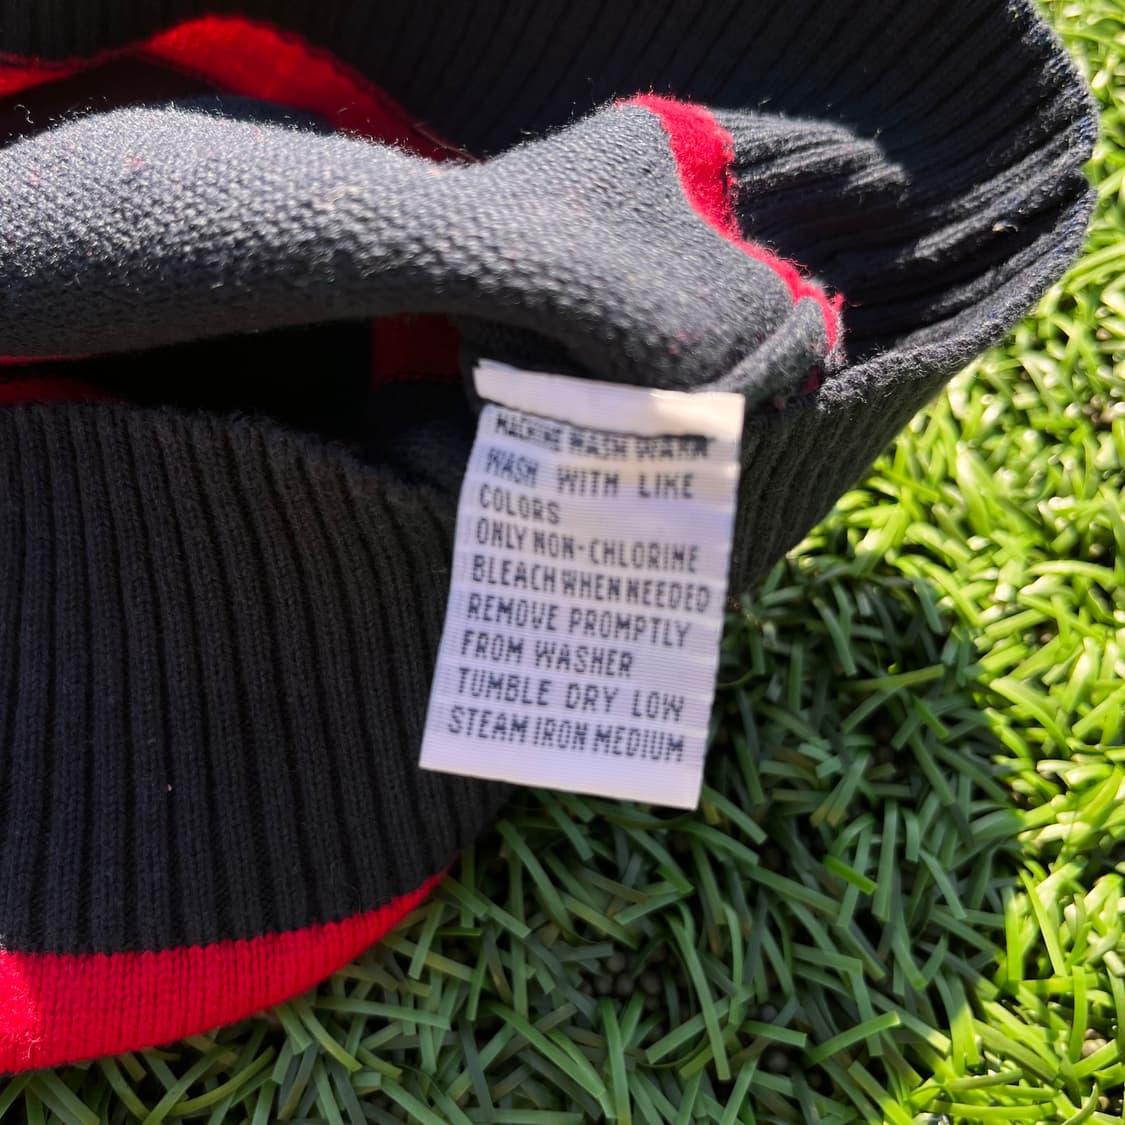 MACHINE WASH WARM
WASH WITH LIKE
COLORS
ONLY NON-CHLORINE
BLEACH WHEN NEEDED
REMOVE PROMPTLY
FROM WASHER
TUMBLE DRY LOW
STEAM IRON MEDIUM